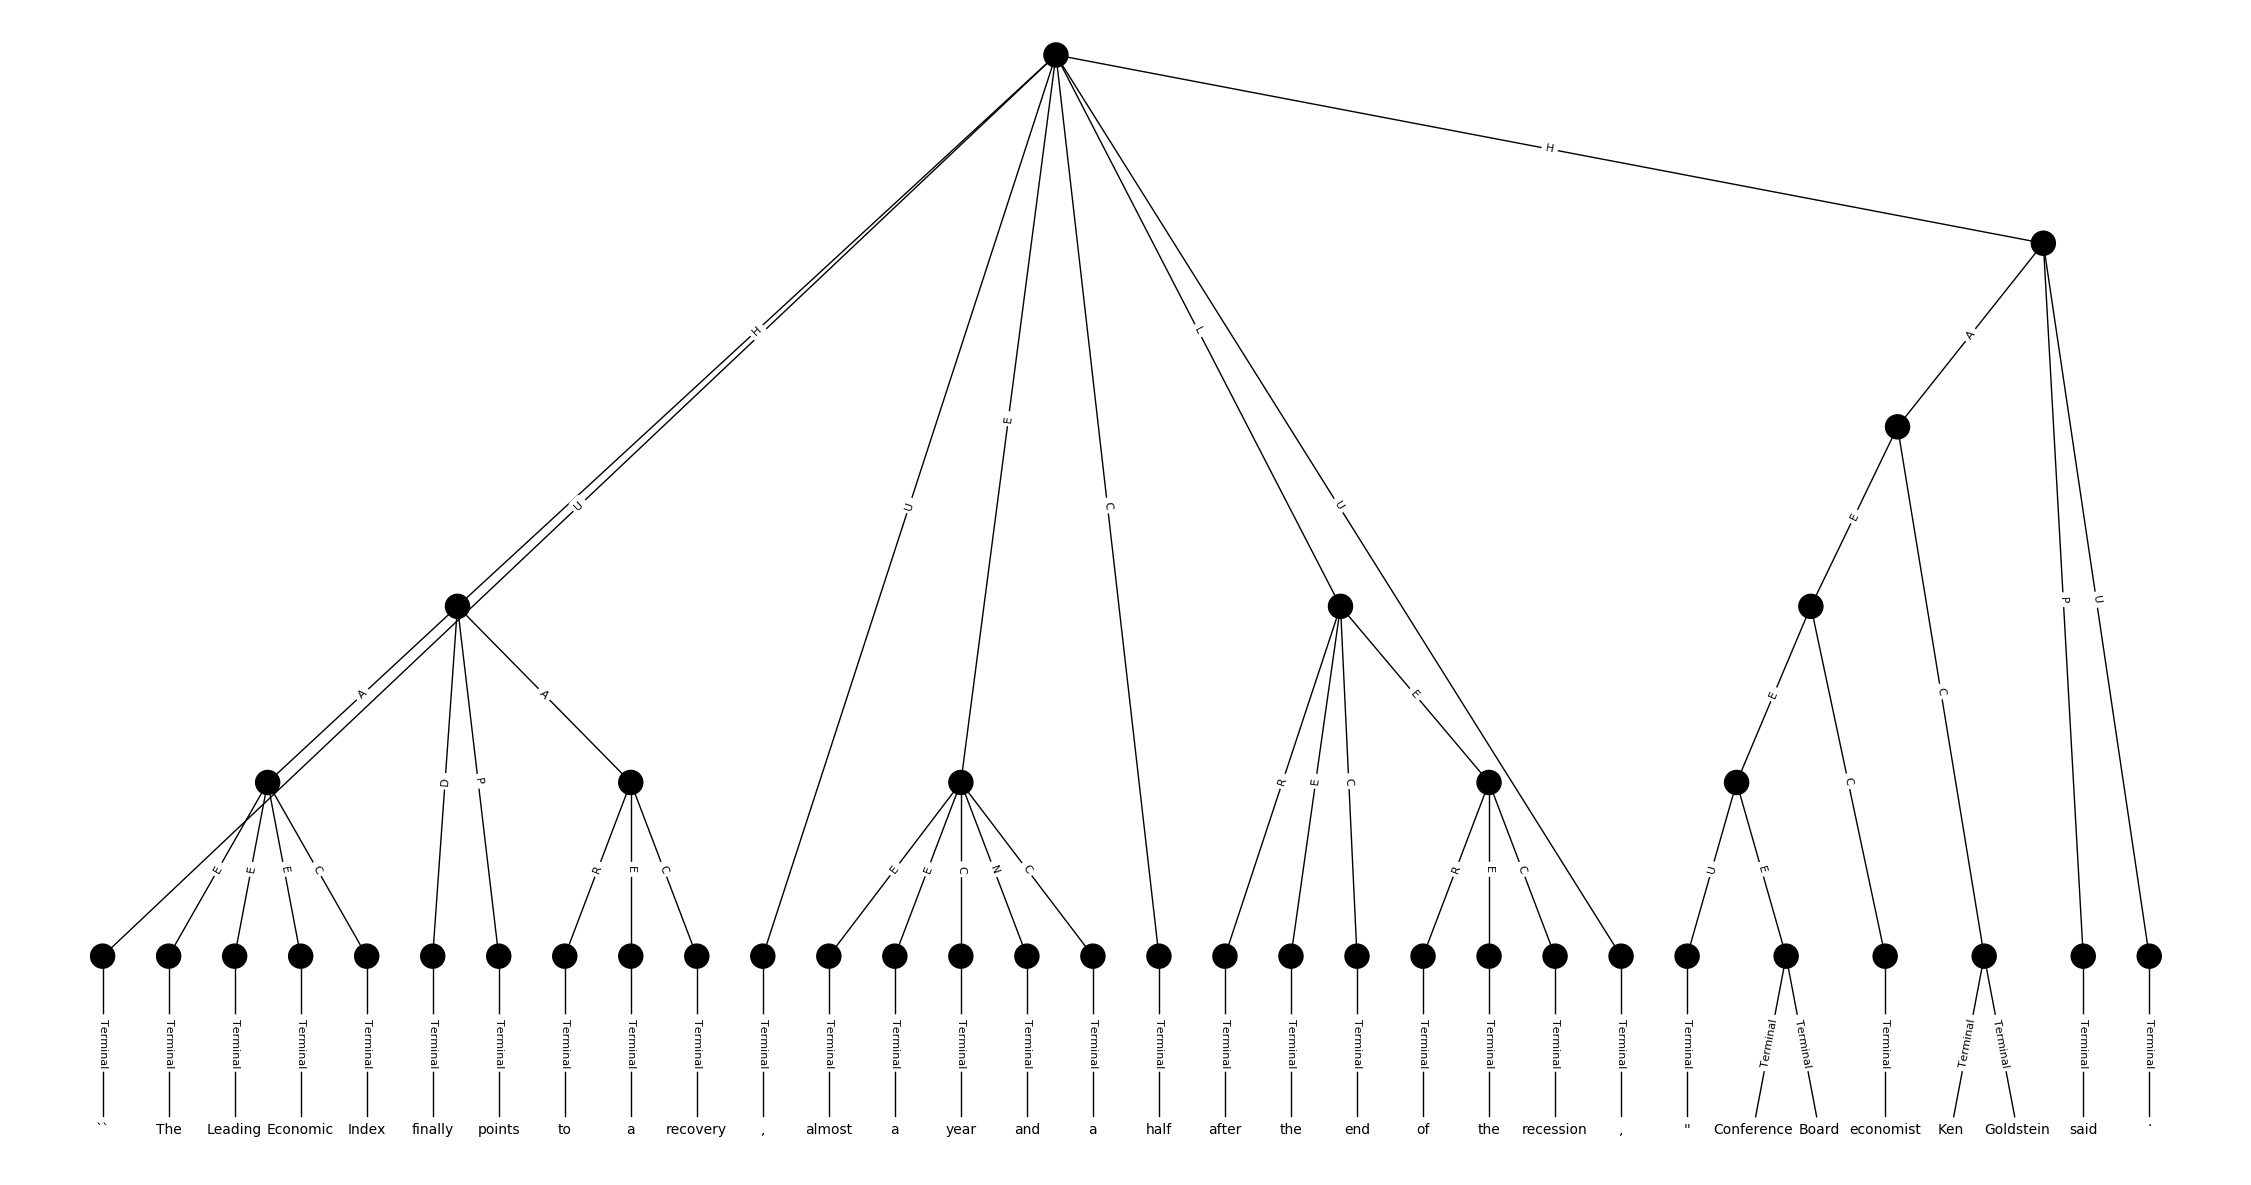 H
H
L
A
E
U
U
C
U
E
P
U
A
A
E
E
C
D
P
R
E
C
C
E
E
E
C
R
E
C
E
E
C
N
C
R
E
C
U
E
Terminal Terminal Terminal Terminal Terminal Terminal Terminal Terminal Terminal Terminal Terminal Terminal Terminal Terminal Terminal Terminal Terminal Terminal Terminal Terminal Terminal Terminal Terminal Terminal Terminal Terminal Terminal Terminal Terminal Terminal Terminal Terminal
`` The Leading Economic Index finally points to a recovery , almost a year and a half after the end of the recession , " Conference Board economist Ken Goldstein said .